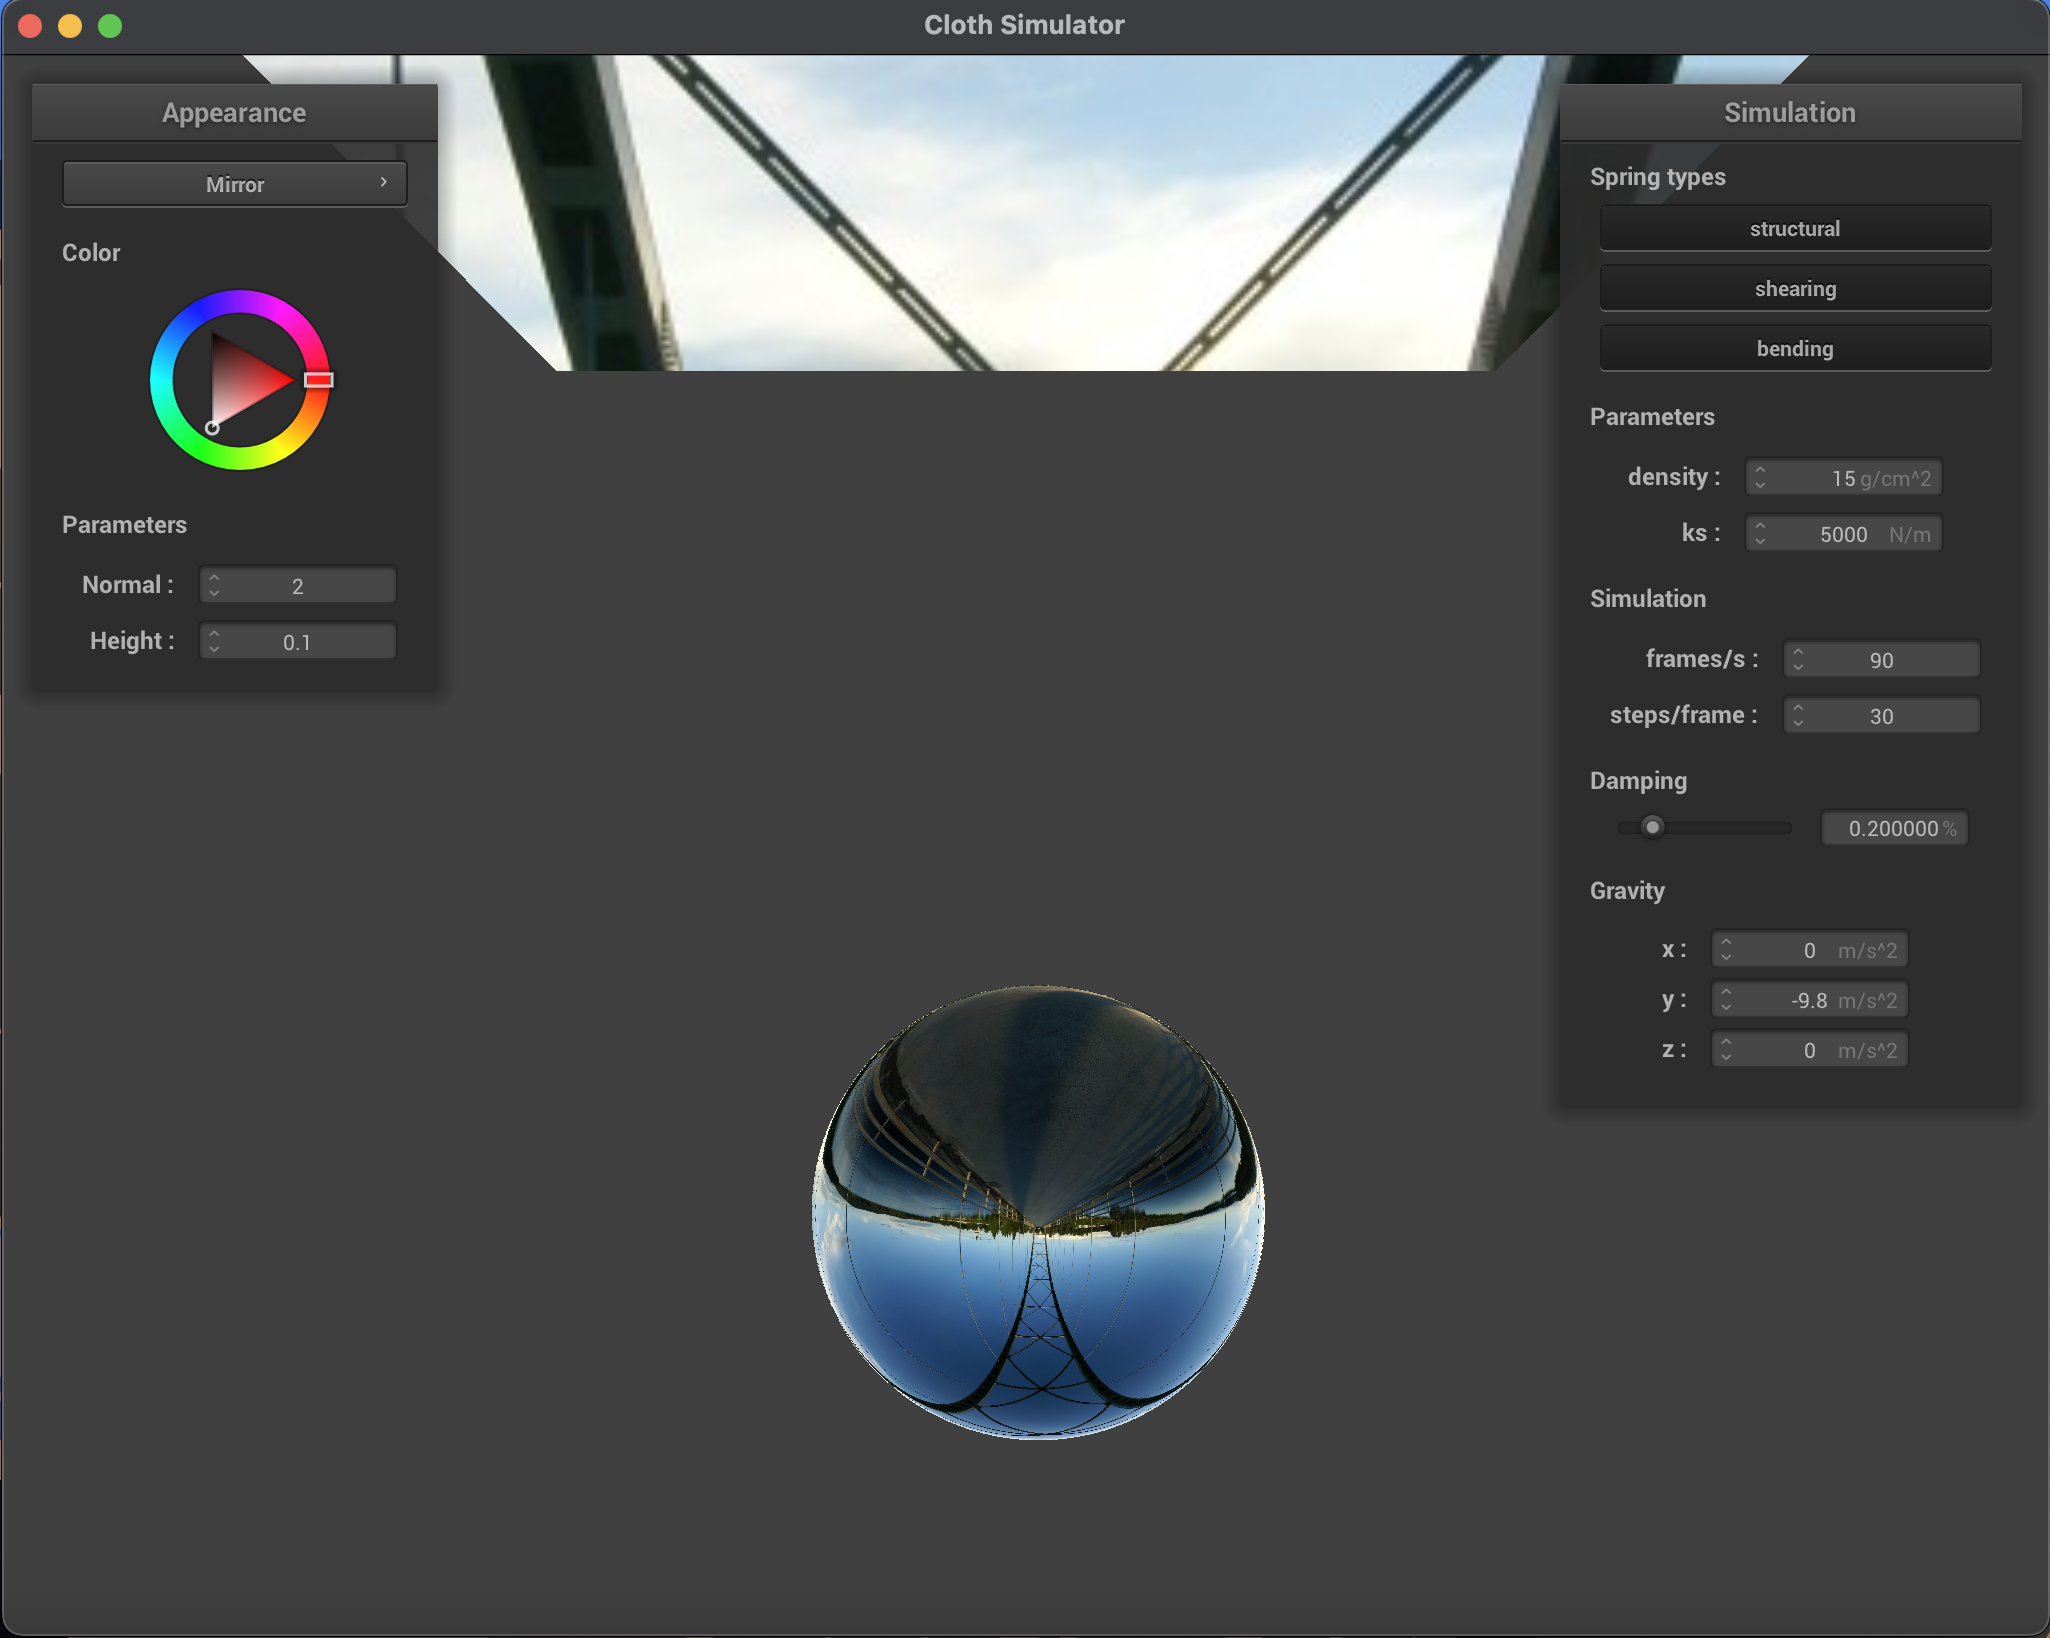 Cloth Simulator
Appearance
Mirror
Color
Parameters
Normal : 2
Height : 0.1
Simulation
Spring types
structural
shearing
bending
Parameters
density : 15 g/cm^2
ks : 5000 N/m
Simulation
frames/s : 90
steps/frame : 30
Damping
0.200000 %
Gravity
x : 0 m/s^2
y : -9.8 m/s^2
z : 0 m/s^2